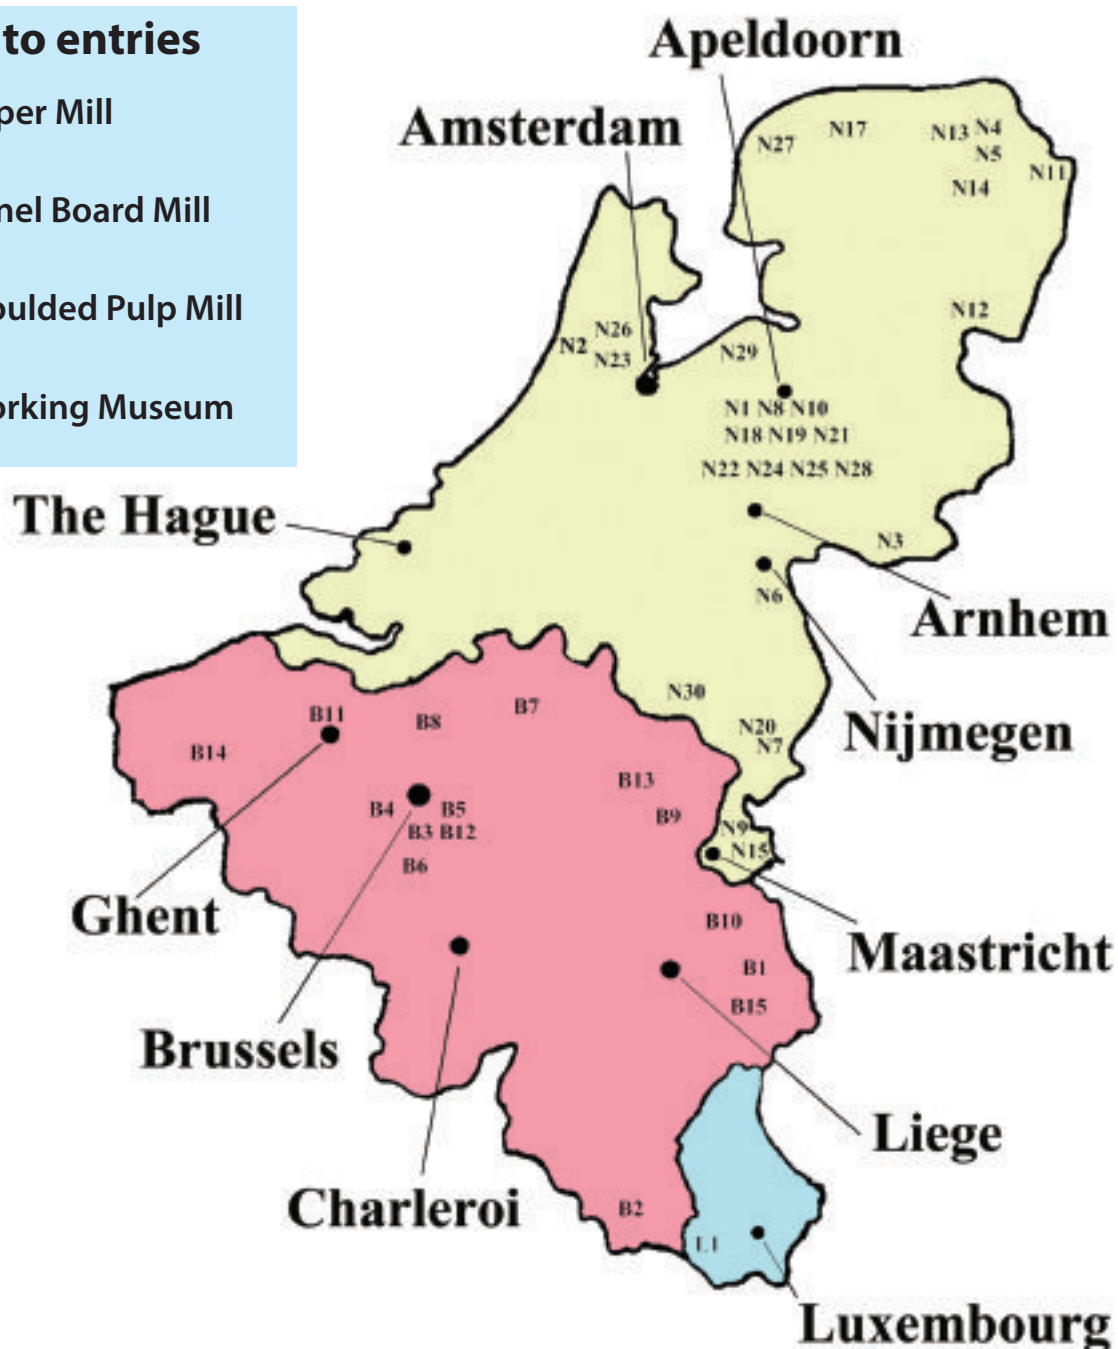 to entries
per Mill
nel Board Mill
oulded Pulp Mill
orking Museum
Apeldoorn
Amsterdam
N27 N17 N13 N4
N5
N14 N11
N12
N2 N26
N23
N29
N1 N8 N10
N18 N19 N21
N22 N24 N25 N28
The Hague
N3
N6
Arnhem
N30
N20
N7
Nijmegen
B11 B8 B7
B14
B13
B9
B4 B5
B3 B12
B6
N9
N15
Ghent
B10
Maastricht
B1
B15
Brussels
Liege
Charleroi
B2
L1
Luxembourg